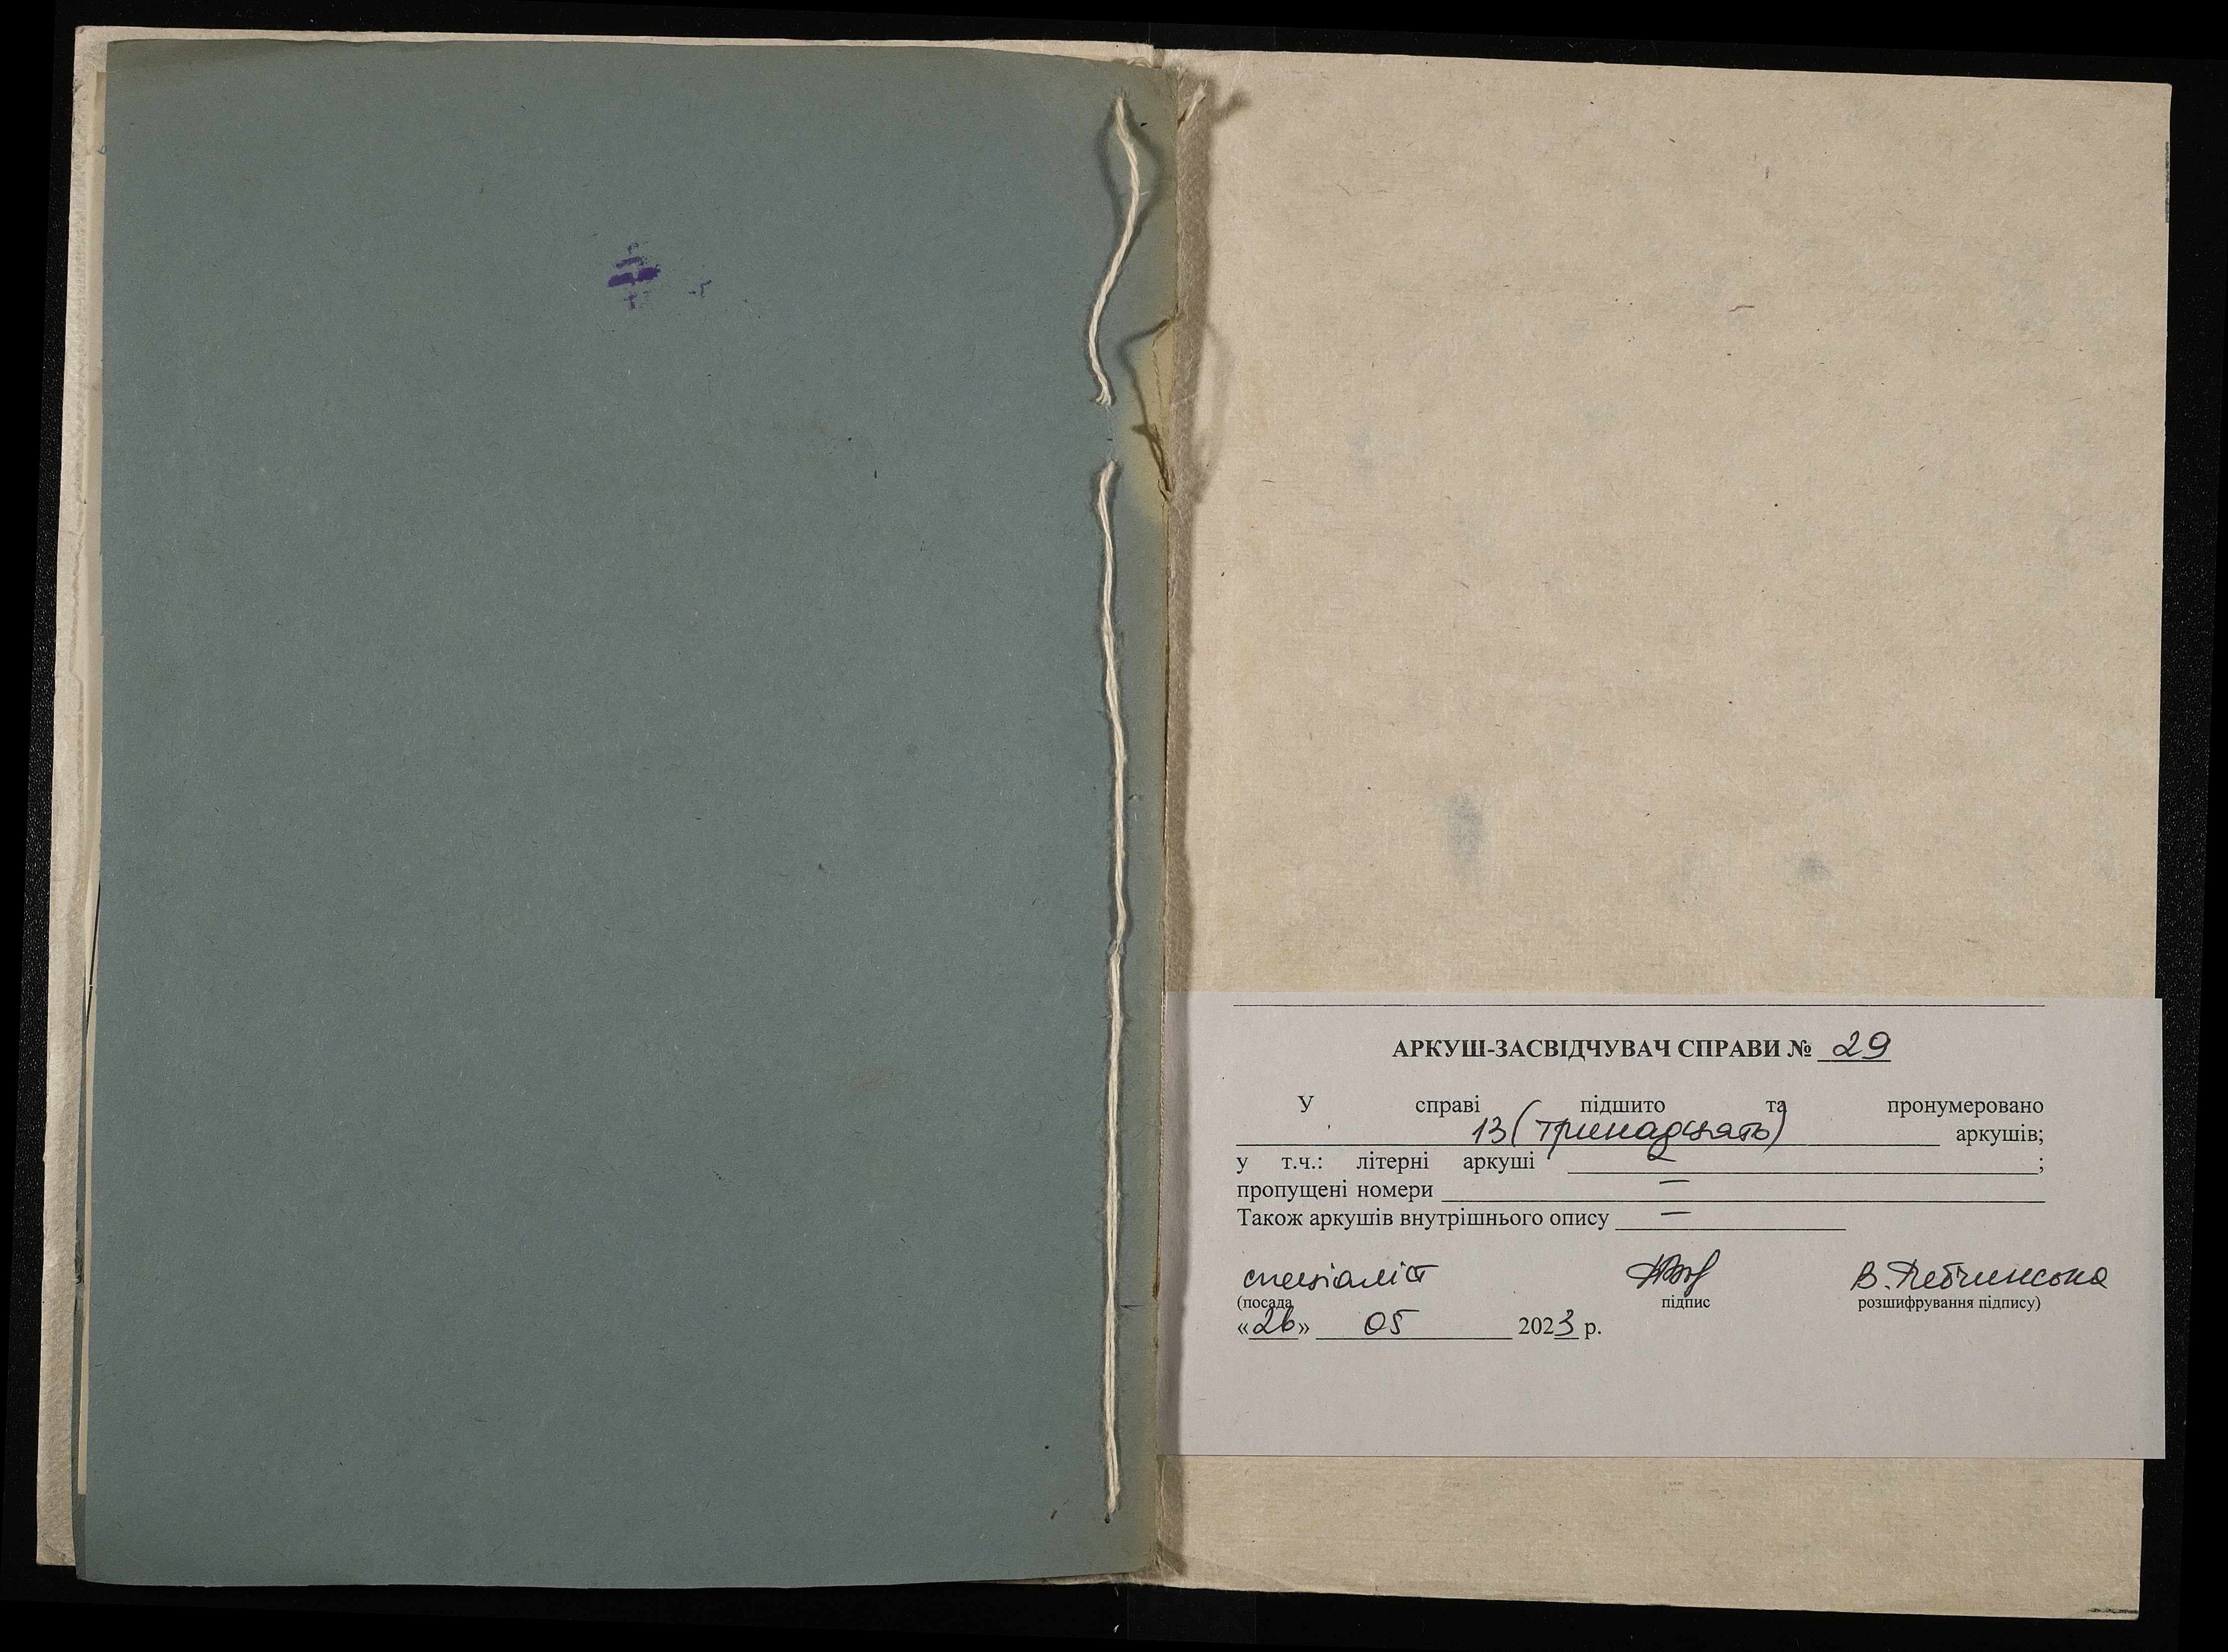 АРКУШ-ЗАСВІДЧУВАЧ СПРАВИ № 29
У справі підшито та пронумеровано
13 (тринадцять) аркушів;
у т.ч.: літерні аркуші – ;
пропущені номери –
Також аркушів внутрішнього опису –
спеціаліст В.
(посада підпис розшифрування підпису)
«26» 05 2023 р.